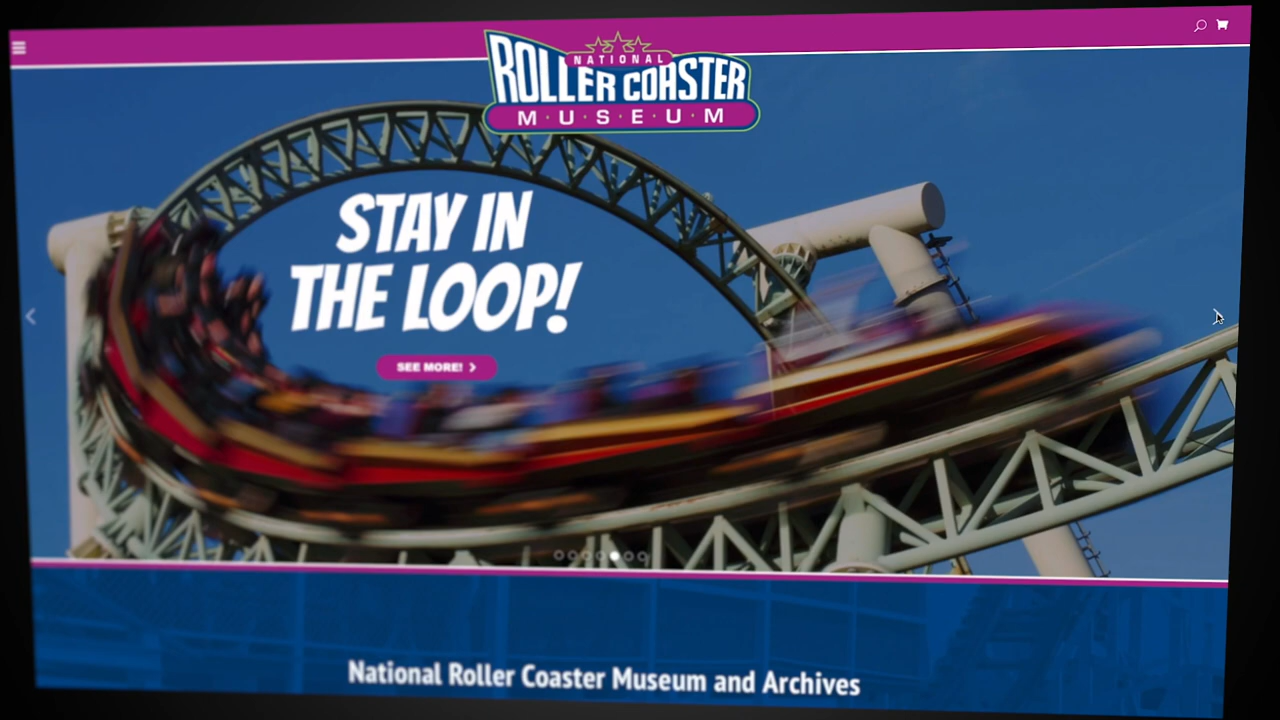 NATIONAL
ROLLER COASTER
M·U·S·E·U·M
STAY IN
THE LOOP!
SEE MORE!
National Roller Coaster Museum and Archives